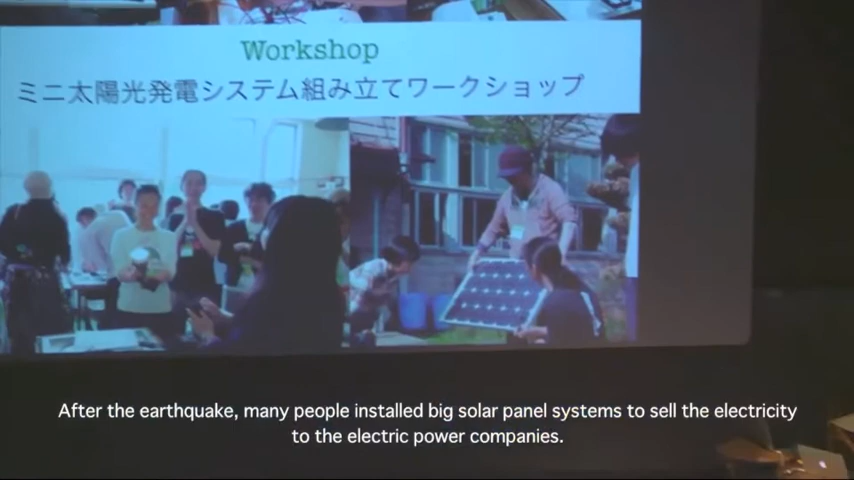 Workshop
ミニ太陽光発電システム組み立てワークショップ
After the earthquake, many people installed big solar panel systems to sell the electricity
to the electric power companies.